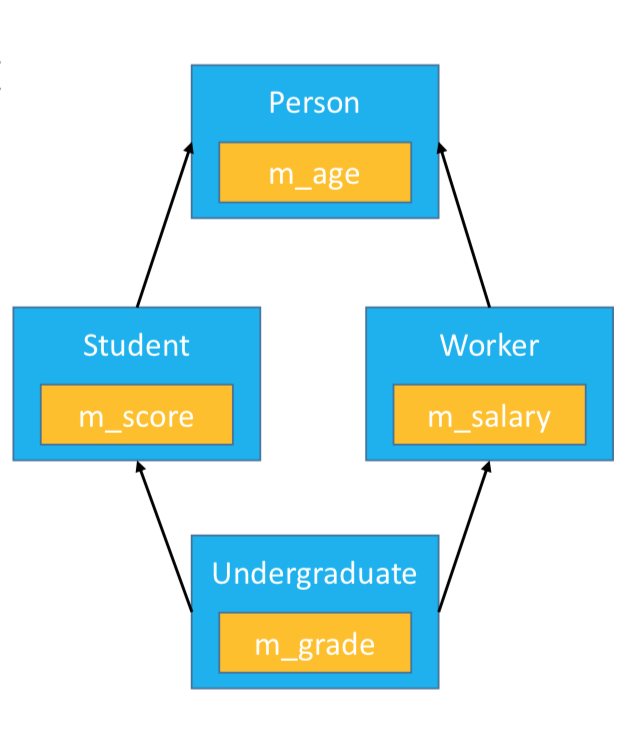 Person
m_age
Student
Worker
m_score
m_salary
Undergraduate
m_grade